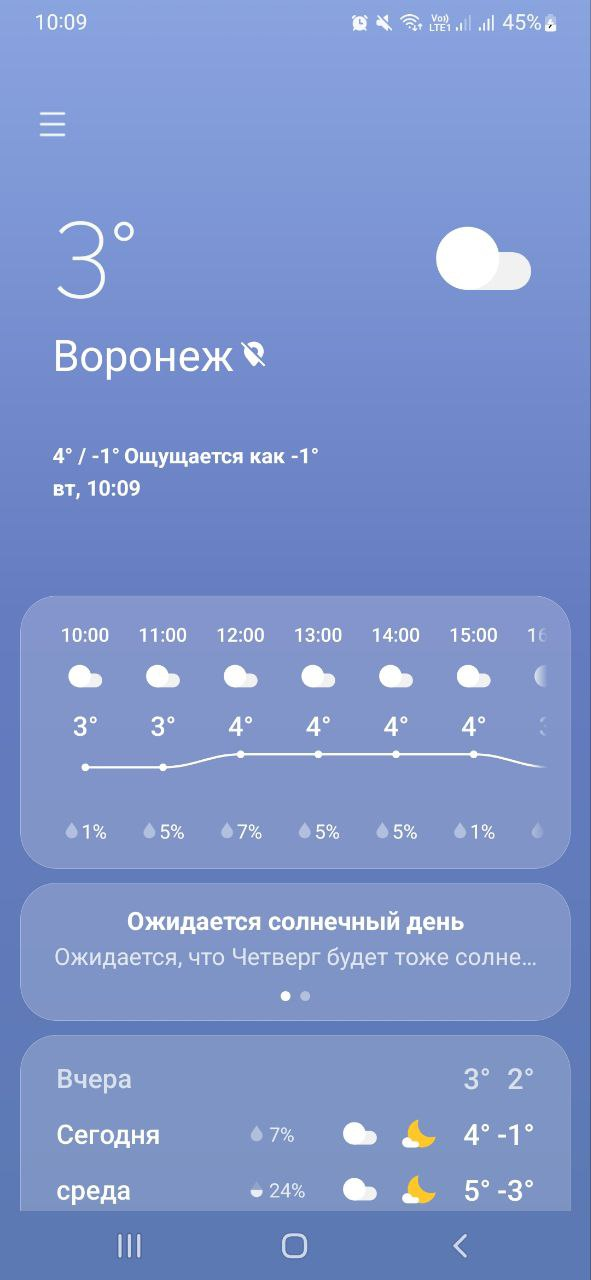 10:09
Vo)) LTE1 45%
3°
Воронеж
4° / -1° Ощущается как -1°
вт, 10:09
10:00 11:00 12:00 13:00 14:00 15:00
3° 3° 4° 4° 4° 4°
1% 5% 7% 5% 5% 1%
Ожидается солнечный день
Ожидается, что Четверг будет тоже солне...
Вчера 3° 2°
Сегодня 7% 4° -1°
среда 24% 5° -3°